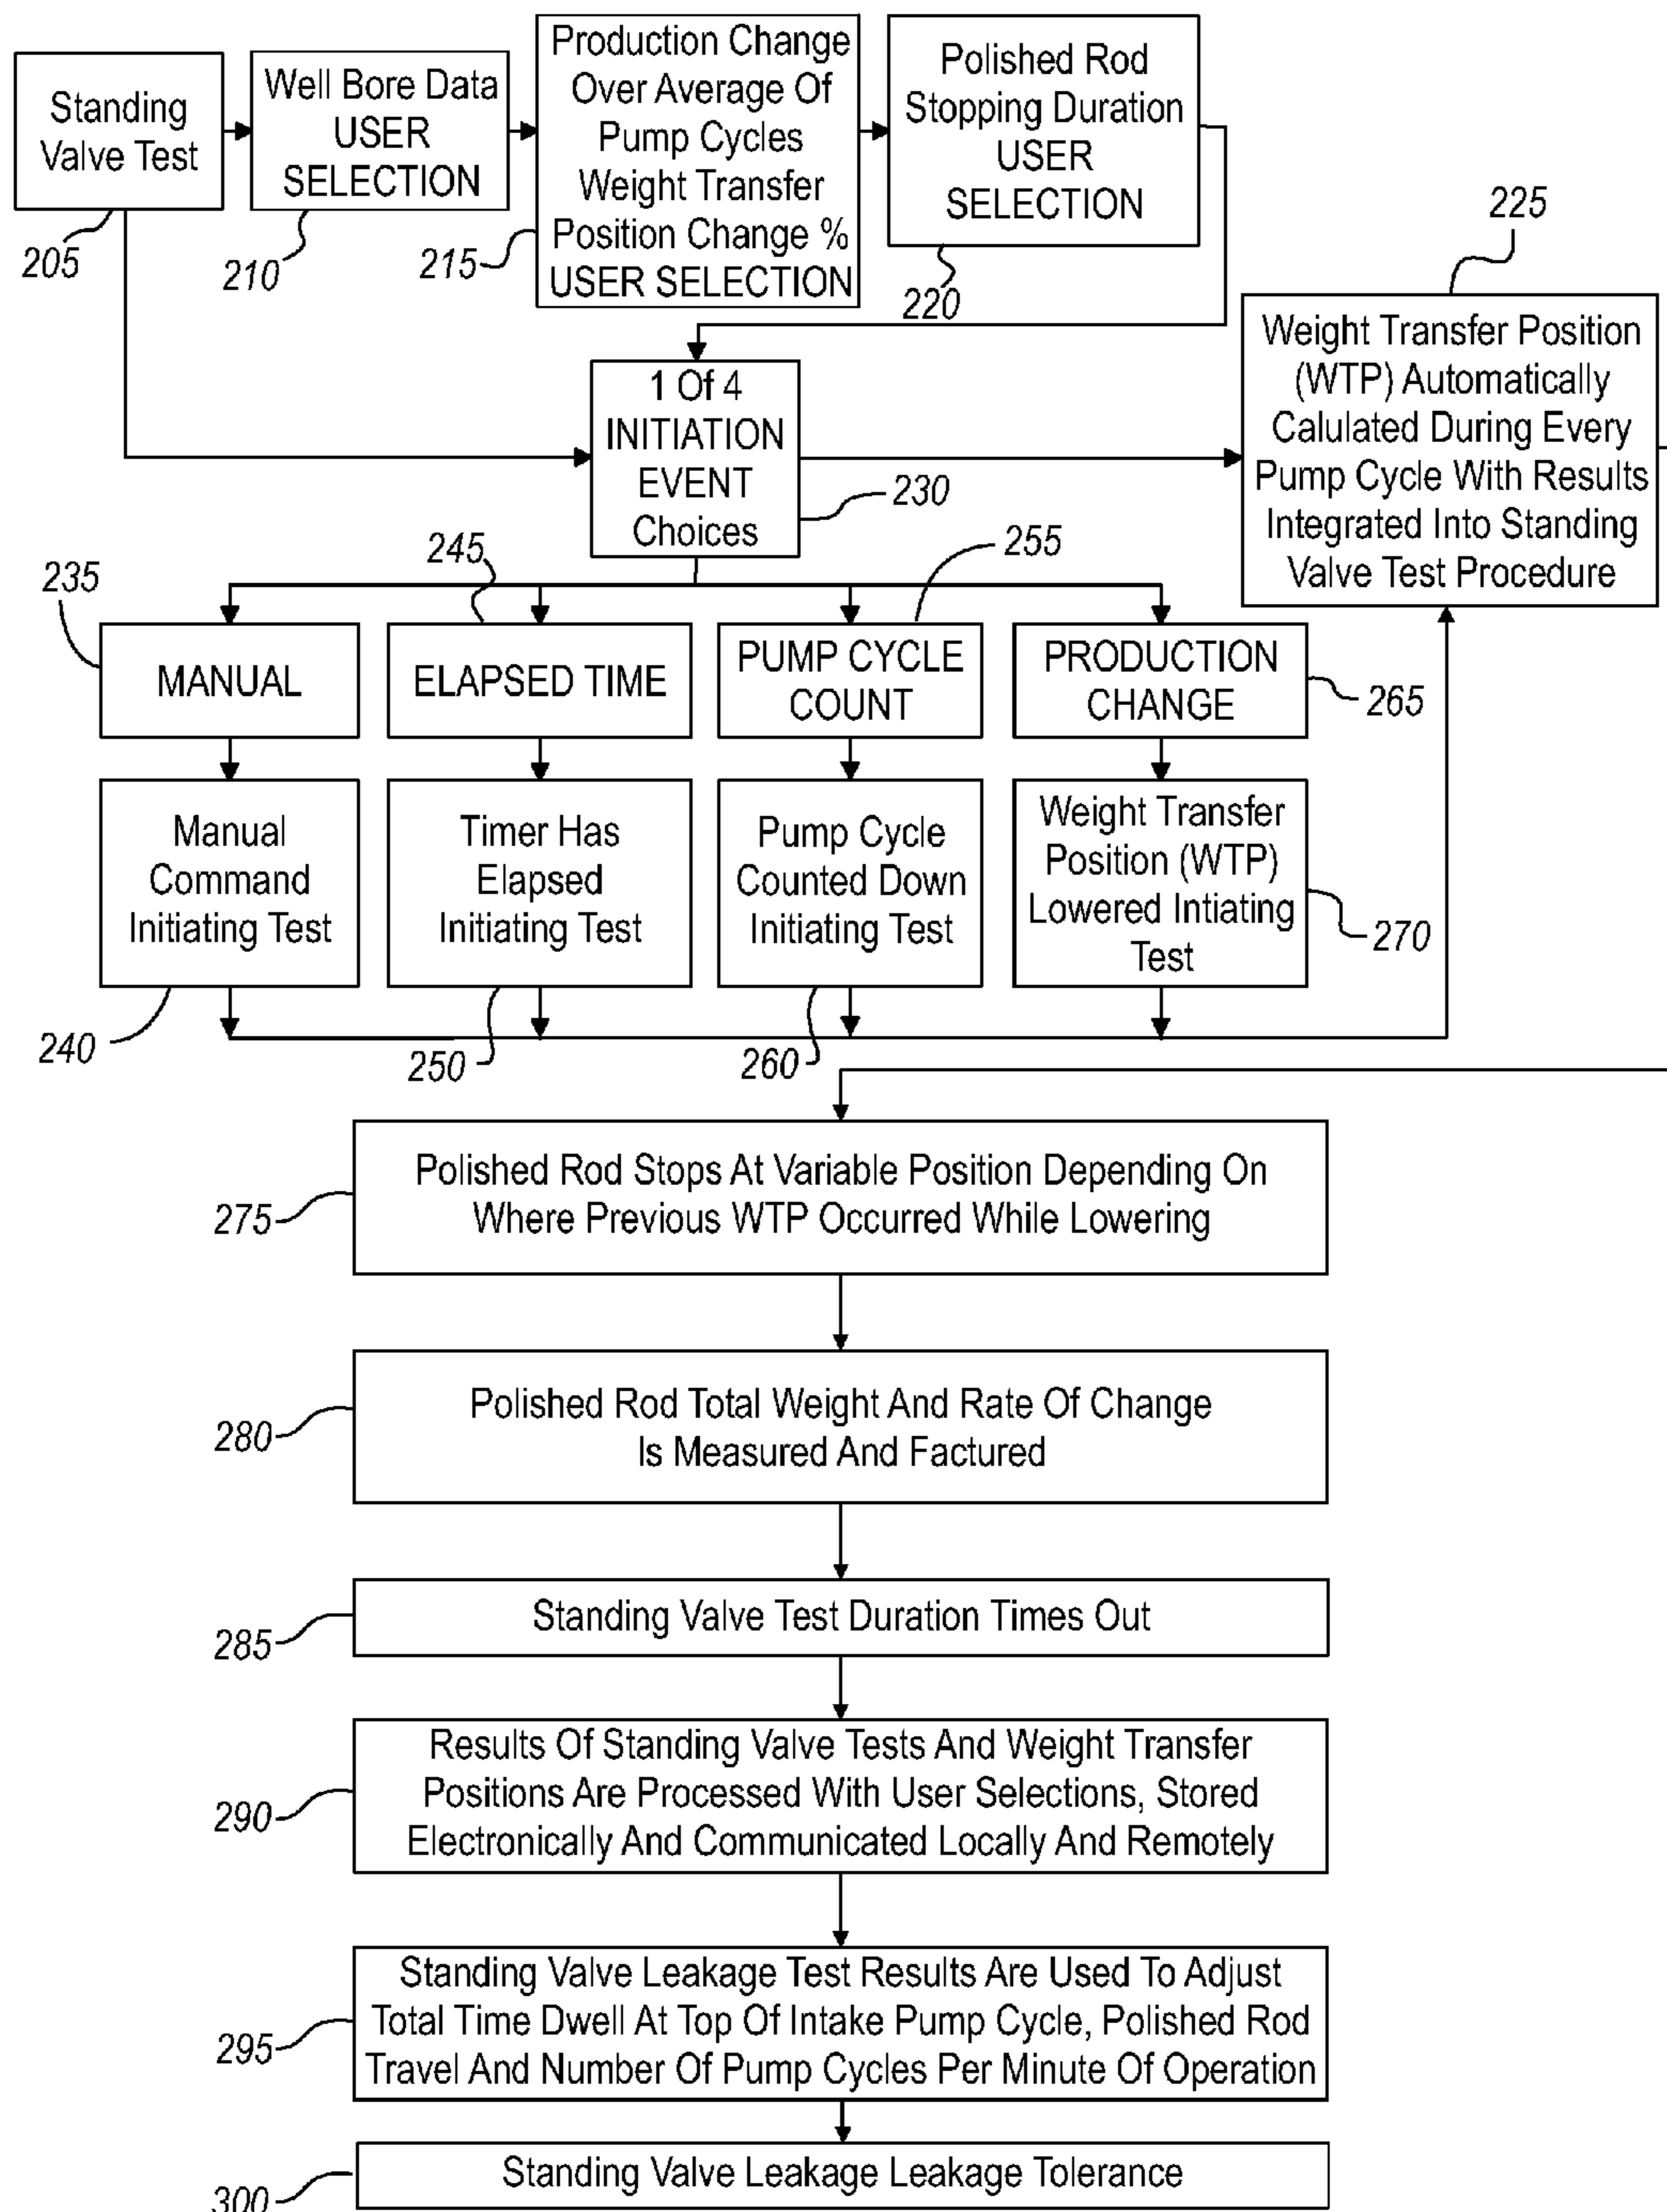 Standing
Valve Test
205
Well Bore Data
USER
SELECTION
210
Production Change
Over Average Of
Pump Cycles
Weight Transfer
Position Change %
USER SELECTION
215
Polished Rod
Stopping Duration
USER
SELECTION
220
225
Weight Transfer Position
(WTP) Automatically
Calulated During Every
Pump Cycle With Results
Integrated Into Standing
Valve Test Procedure
1 Of 4
INITIATION
EVENT
Choices
230
235
MANUAL
245
ELAPSED TIME
255
PUMP CYCLE
COUNT
PRODUCTION
CHANGE
265
Manual
Command
Initiating Test
240
Timer Has
Elapsed
Initiating Test
250
Pump Cycle
Counted Down
Initiating Test
260
Weight Transfer
Position (WTP)
Lowered Intiating
Test
270
275
Polished Rod Stops At Variable Position Depending On
Where Previous WTP Occurred While Lowering
280
Polished Rod Total Weight And Rate Of Change
Is Measured And Factured
285
Standing Valve Test Duration Times Out
290
Results Of Standing Valve Tests And Weight Transfer
Positions Are Processed With User Selections, Stored
Electronically And Communicated Locally And Remotely
295
Standing Valve Leakage Test Results Are Used To Adjust
Total Time Dwell At Top Of Intake Pump Cycle, Polished Rod
Travel And Number Of Pump Cycles Per Minute Of Operation
300
Standing Valve Leakage Leakage Tolerance